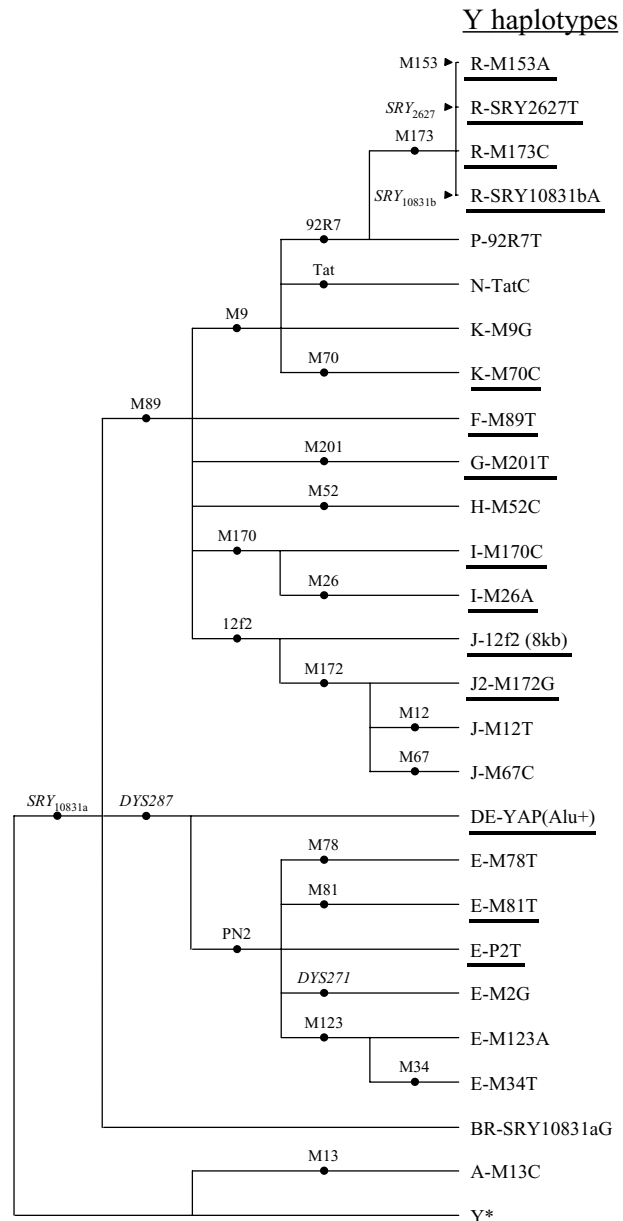 Y haplotypes
M153 R-M153A
SRY2627 R-SRY2627T
M173 R-M173C
SRY10831b R-SRY10831bA
92R7 P-92R7T
Tat N-TatC
M9 K-M9G
M70 K-M70C
M89 F-M89T
M201 G-M201T
M52 H-M52C
M170 I-M170C
M26 I-M26A
12f2 J-12f2 (8kb)
M172 J2-M172G
M12 J-M12T
M67 J-M67C
SRY10831a DYS287 DE-YAP(Alu+)
M78 E-M78T
M81 E-M81T
PN2 E-P2T
DYS271 E-M2G
M123 E-M123A
M34 E-M34T
BR-SRY10831aG
M13 A-M13C
Y*